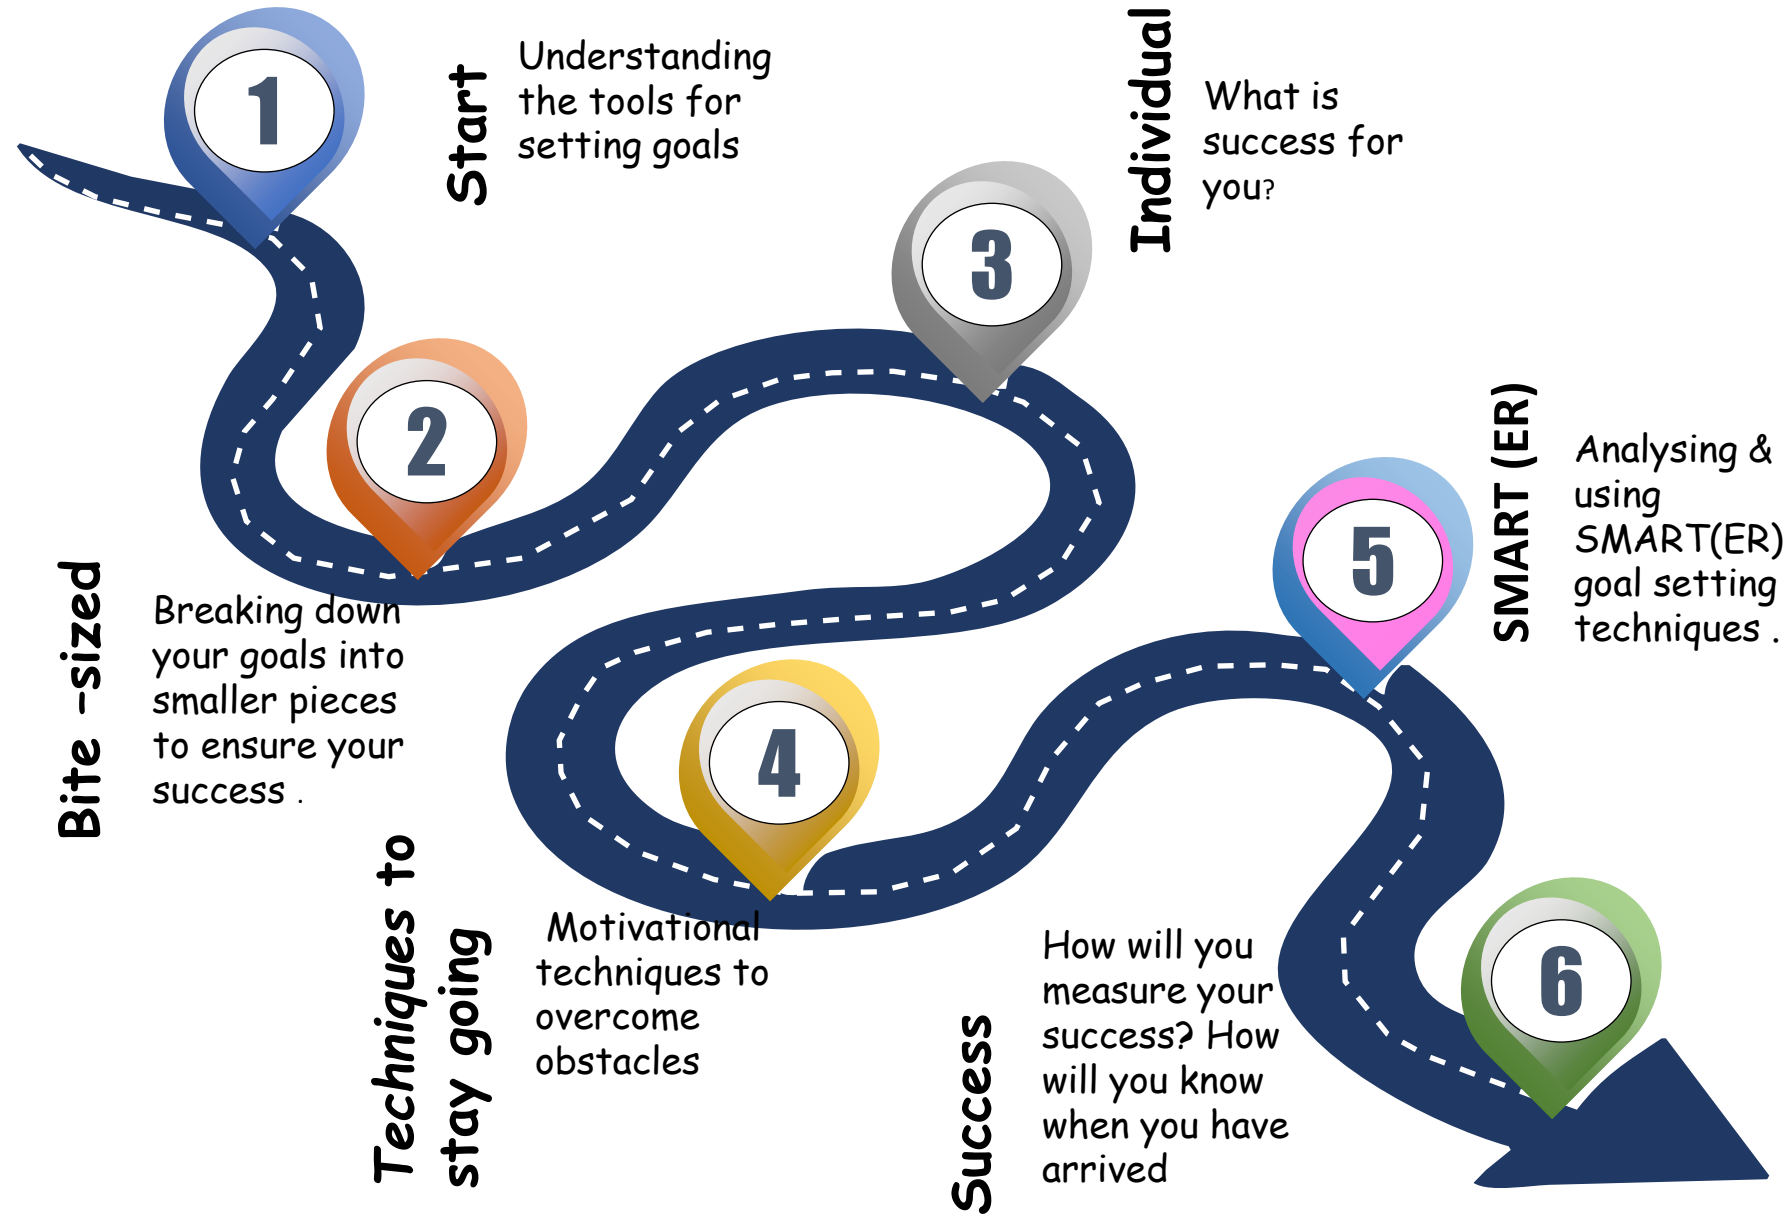 1
Start
Understanding
the tools for
setting goals
2
Bite –sized
Breaking down
your goals into
smaller pieces
to ensure your
success .
3
Individual
What is
success for
you?
4
Techniques to
stay going
Motivational
techniques to
overcome
obstacles
5
SMART (ER)
Analysing &
using
SMART(ER)
goal setting
techniques .
6
Success
How will you
measure your
success? How
will you know
when you have
arrived